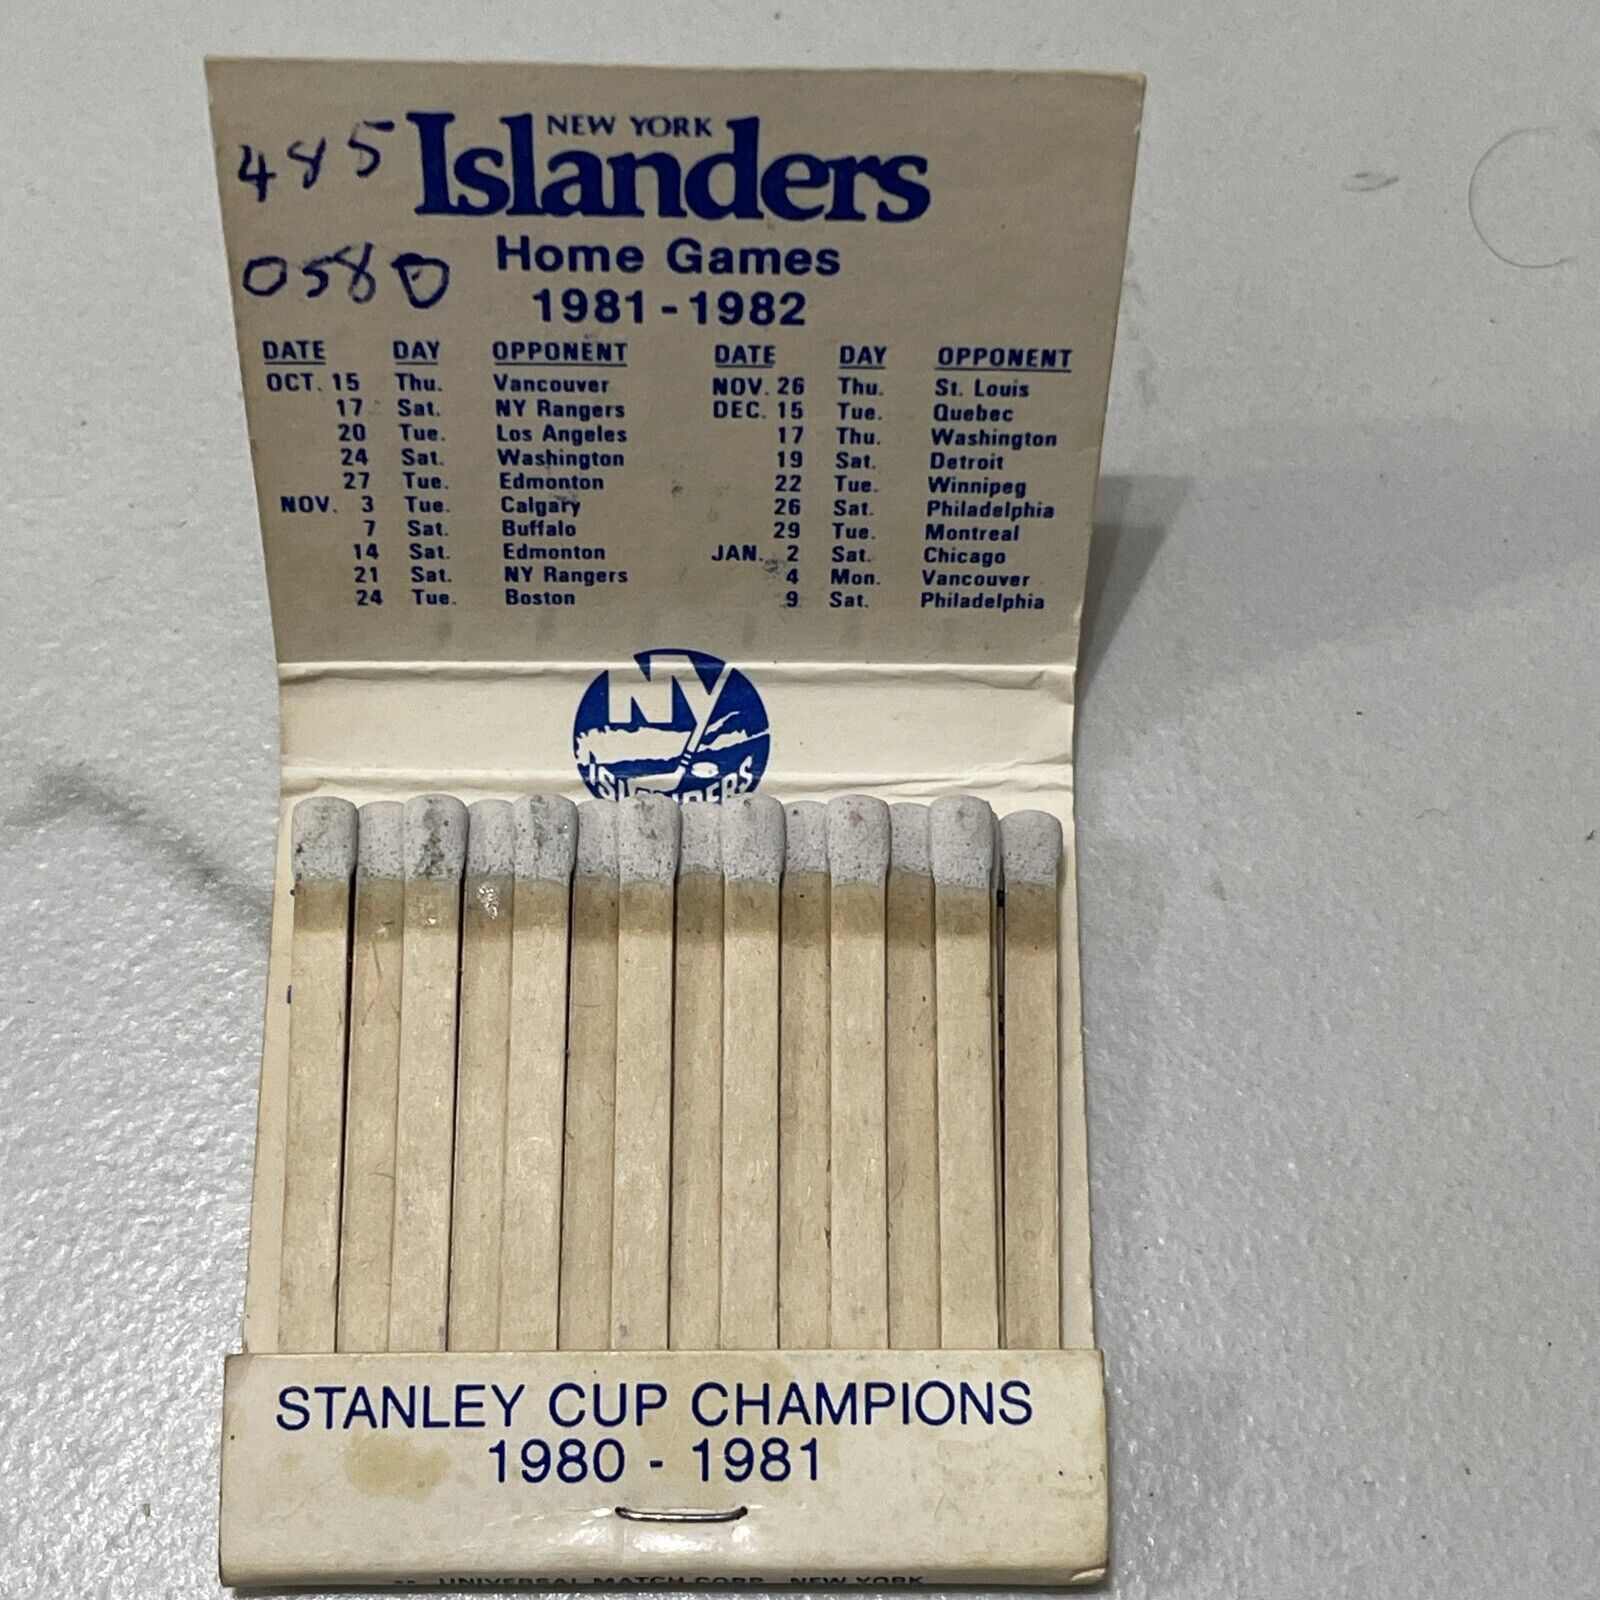 485
0580
NEW YORK
Islanders
Home Games
1981 - 1982
DATE DAY OPPONENT
OCT. 15 Thu. Vancouver
17 Sat. NY Rangers
20 Tue. Los Angeles
24 Sat. Washington
27 Tue. Edmonton
NOV. 3 Tue. Calgary
7 Sat. Buffalo
14 Sat. Edmonton
21 Sat. NY Rangers
24 Tue. Boston
DATE DAY OPPONENT
NOV. 26 Thu. St. Louis
DEC. 15 Tue. Quebec
17 Thu. Washington
19 Sat. Detroit
22 Tue. Winnipeg
26 Sat. Philadelphia
29 Tue. Montreal
JAN. 2 Sat. Chicago
4 Mon. Vancouver
9 Sat. Philadelphia
NY
ISLANDERS
STANLEY CUP CHAMPIONS
1980 - 1981
UNIVERSAL MATCH CORP. NEW YORK